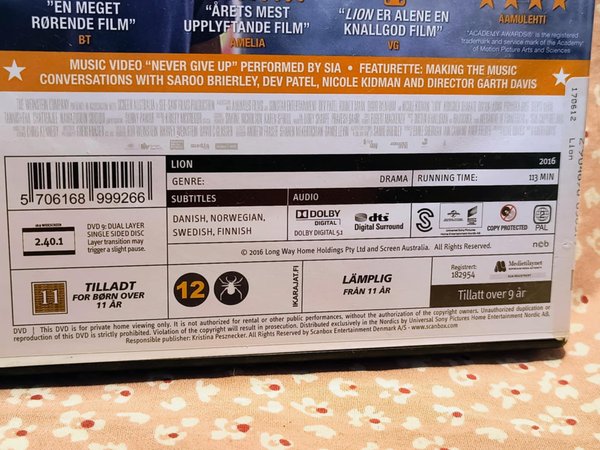 "EN MEGET
RØRENDE FILM"
BT
"ÅRETS MEST
UPPLYFTANDE FILM"
AMELIA
"LION ER ALENE EN
KNALLGOD FILM"
VG
AAMULEHTI
"ACADEMY AWARDS® is the registered
trademark and service mark of the Academy
of Motion Picture Arts and Sciences
MUSIC VIDEO "NEVER GIVE UP" PERFORMED BY SIA • FEATURETTE: MAKING THE MUSIC
CONVERSATIONS WITH SAROO BRIERLEY, DEV PATEL, NICOLE KIDMAN AND DIRECTOR GARTH DAVIS
170612
Lion
5 706168 999266
LION 2016
GENRE: DRAMA RUNNING TIME: 113 MIN
SUBTITLES AUDIO
DANISH, NORWEGIAN,
SWEDISH, FINNISH
DOLBY
DIGITAL
DOLBY DIGITAL 5.1
dts
Digital Surround
COPY PROTECTED
2
PAL
16:9 WIDESCREEN
2.40:1
DVD 9: DUAL LAYER
SINGLE SIDED DISC
Layer transition may
trigger a slight pause.
© 2016 Long Way Home Holdings Pty Ltd and Screen Australia. All Rights Reserved.
ncb
11
TILLADT
FOR BØRN OVER
11 ÅR
12
IKARAJAT.FI
LÄMPLIG
FRÅN 11 ÅR
Registrert:
182954
Medietilsynet
Tillatt over 9 år
DVD | This DVD is for private home viewing only. It is not authorized for rental or other public performances, without the authorization of the copyright owners. Unauthorized duplication or
reproduction of this DVD is strictly prohibited. Violation of the copyright will result in prosecution. Distributed exclusively in the Nordics by Universal Sony Pictures Home Entertainment Nordic AB.
Responsible publisher: Kristina Pesznecker. All rights reserved by Scanbox Entertainment Denmark A/S - www.scanbox.com